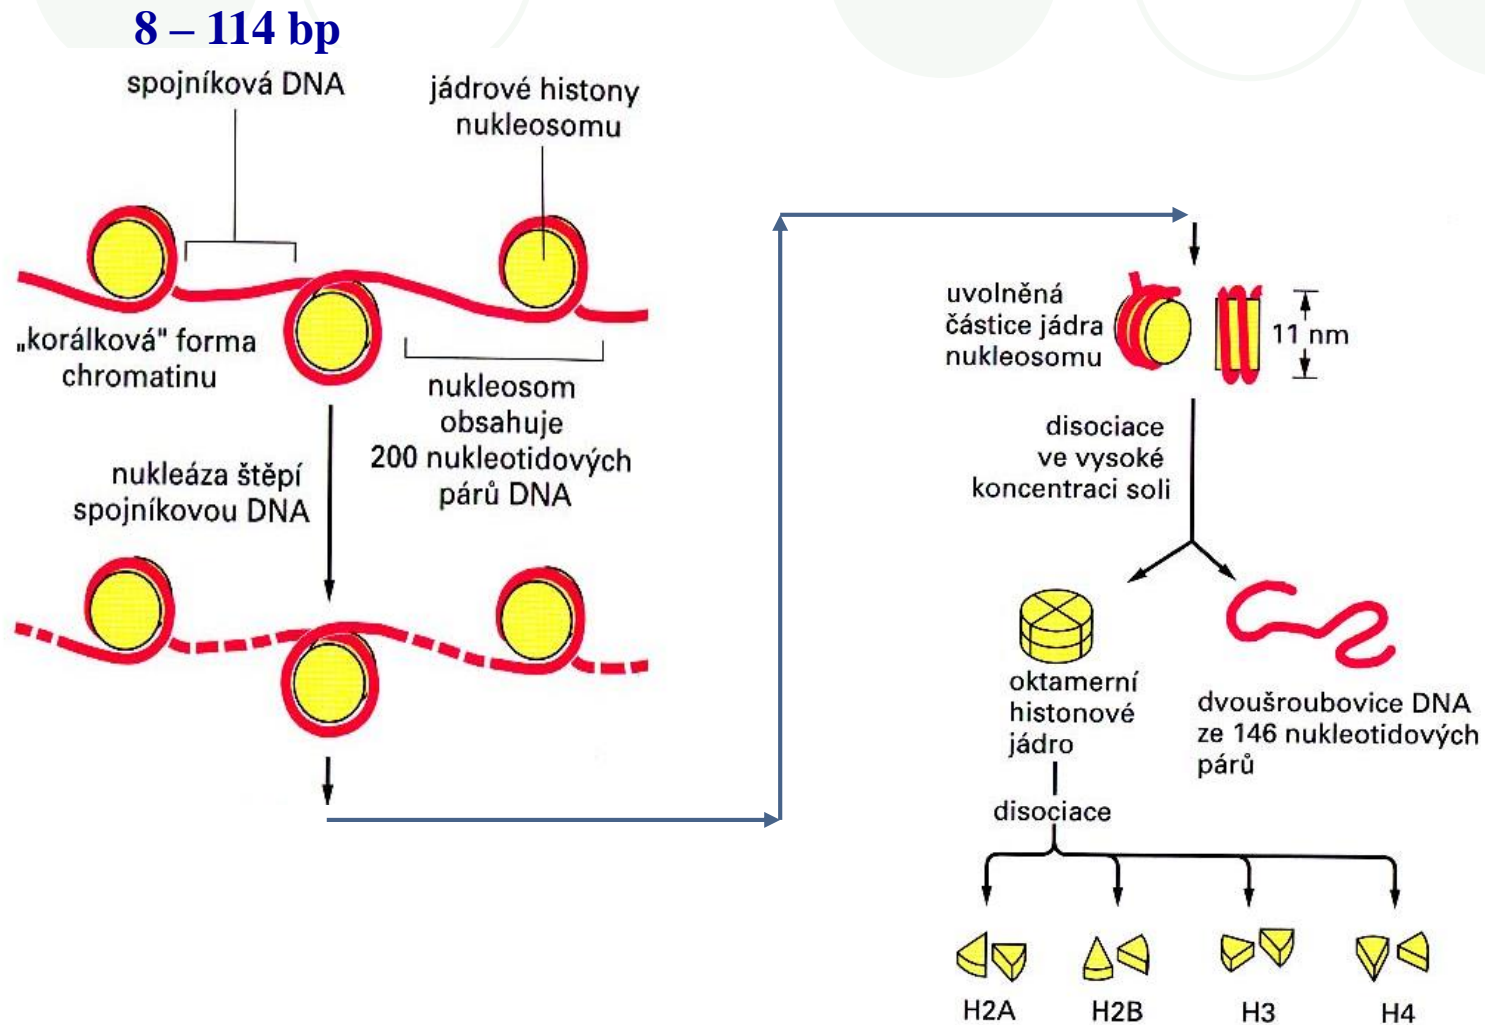 8 – 114 bp
spojníková DNA
jádrové histony
nukleosomu
„korálková" forma
chromatinu
nukleosom
obsahuje
200 nukleotidových
párů DNA
nukleáza štěpí
spojníkovou DNA
uvolněná
částice jádra
nukleosomu
11 nm
disociace
ve vysoké
koncentraci soli
oktamerní
histonové
jádro
dvoušroubovice DNA
ze 146 nukleotidových
párů
disociace
H2A H2B H3 H4